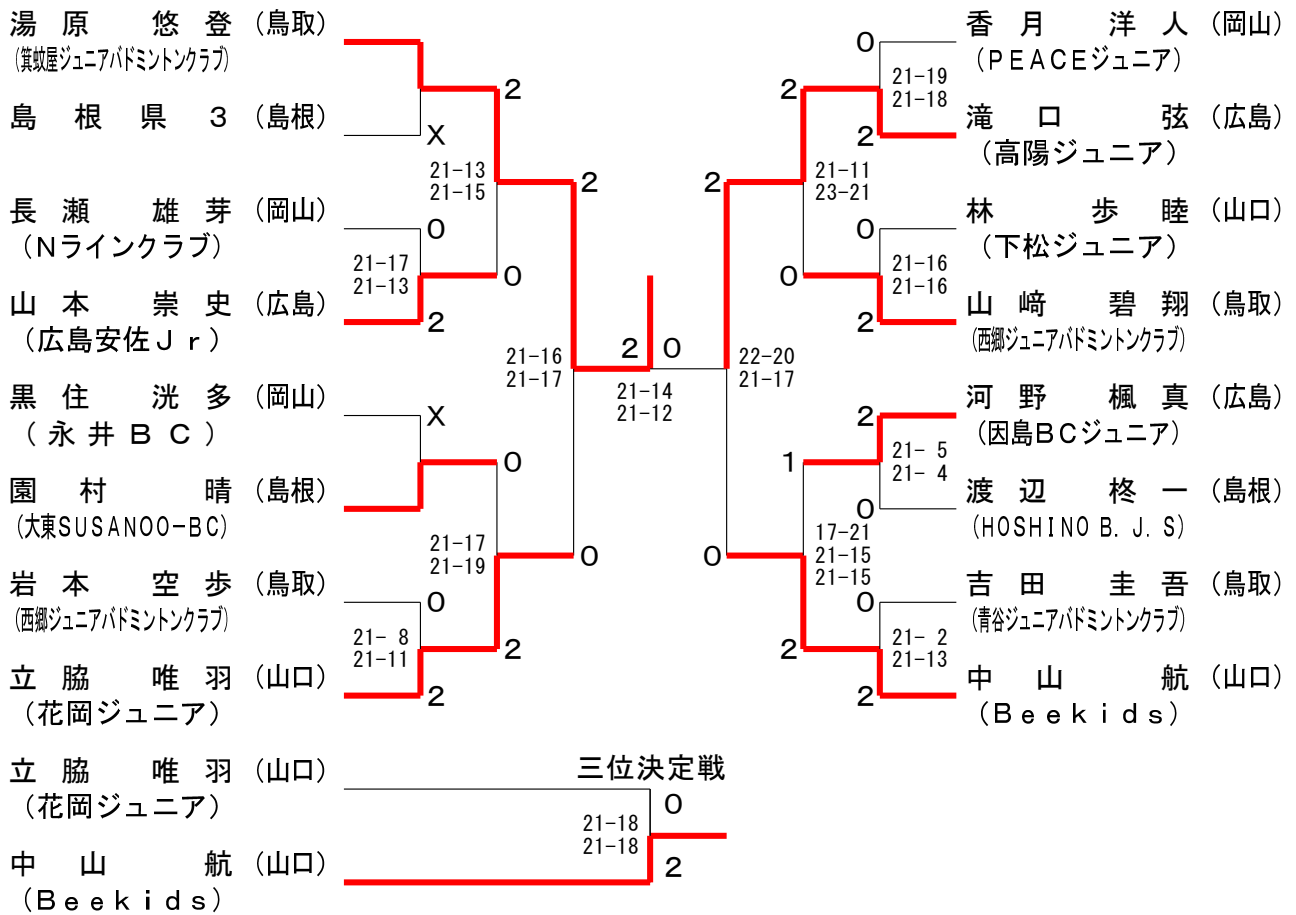 湯原 悠登 (鳥取)
(箕蚊屋ジュニアバドミントンクラブ)
島根県3 (島根)
長瀬 雄芽 (岡山)
(Nラインクラブ)
山本 崇史 (広島)
(広島安佐Jr)
黒住 洸多 (岡山)
(永井BC)
園村 晴 (島根)
(大東SUSANOO-BC)
岩本 空歩 (鳥取)
(西郷ジュニアバドミントンクラブ)
立脇 唯羽 (山口)
(花岡ジュニア)
2
X
21-13
21-15
0
21-17
21-13
0
2
2
21-16
21-17
X
0
21-17
21-19
0
0
21- 8
21-11
2
2
2 0
21-14
21-12
香月 洋人 (岡山)
(PEACEジュニア)
滝口 弦 (広島)
(高陽ジュニア)
林 歩睦 (山口)
(下松ジュニア)
山﨑 碧翔 (鳥取)
(西郷ジュニアバドミントンクラブ)
河野 楓真 (広島)
(因島BCジュニア)
渡辺 柊一 (島根)
(HOSHINO B. J. S)
吉田 圭吾 (鳥取)
(青谷ジュニアバドミントンクラブ)
中山 航 (山口)
(Beekids)
0
21-19
21-18
2
2
2
21-11
23-21
0
0
21-16
21-16
2
22-20
21-17
2
21- 5
21- 4
1
0
17-21
21-15
21-15
0
0
21- 2
21-13
2
2
三位決定戦
立脇 唯羽 (山口)
(花岡ジュニア)
0
21-18
21-18
中山 航 (山口)
(Beekids)
2